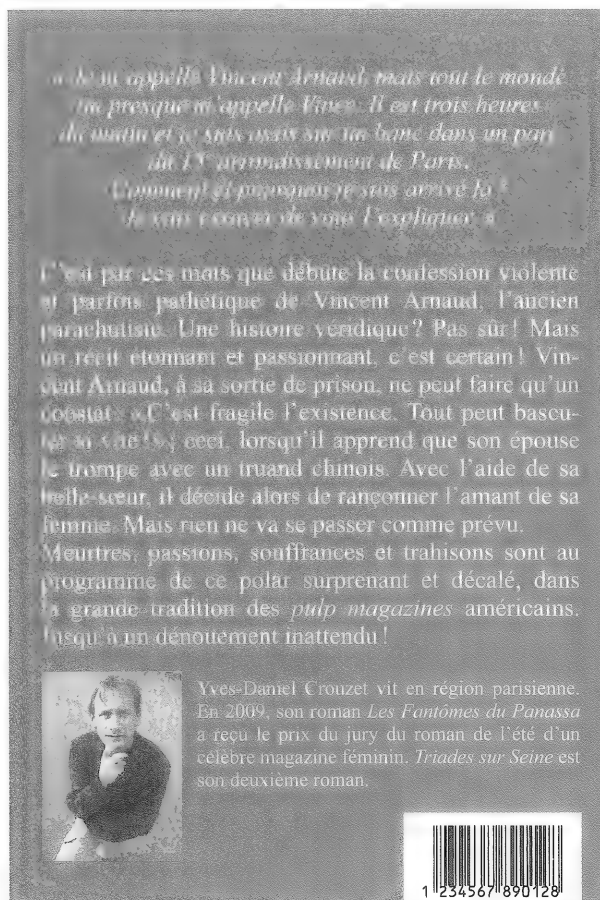 « Je m'appelle Vincent Arnaud, mais tout le monde
ou presque m'appelle Vince. Il est trois heures
du matin et je suis assis sur un banc dans un parc
du arrondissement de Paris.
Comment et pourquoi je suis arrivé là ?
Je vais essayer de vous l'expliquer. »
C'est par ces mots que débute la confession violente
et parfois pathétique de Vincent Arnaud, l'ancien
parachutiste. Une histoire véridique ? Pas sûr ! Mais
un récit étonnant et passionnant, c'est certain ! Vin-
cent Arnaud, à sa sortie de prison, ne peut faire qu'un
constat : « C'est fragile l'existence. Tout peut bascu-
ler si vite ! », ceci, lorsqu'il apprend que son épouse
le trompe avec un truand chinois. Avec l'aide de sa
belle-sœur, il décide alors de rançonner l'amant de sa
femme. Mais rien ne va se passer comme prévu.
Meurtres, passions, souffrances et trahisons sont au
programme de ce polar surprenant et décalé, dans
la grande tradition des pulp magazines américains.
Jusqu'à un dénouement inattendu !
Yves-Daniel Crouzet vit en région parisienne.
En 2009, son roman Les Fantômes du Panassa
a reçu le prix du jury du roman de l'été d'un
célèbre magazine féminin. Triades sur Seine est
son deuxième roman.
1 234567 890128